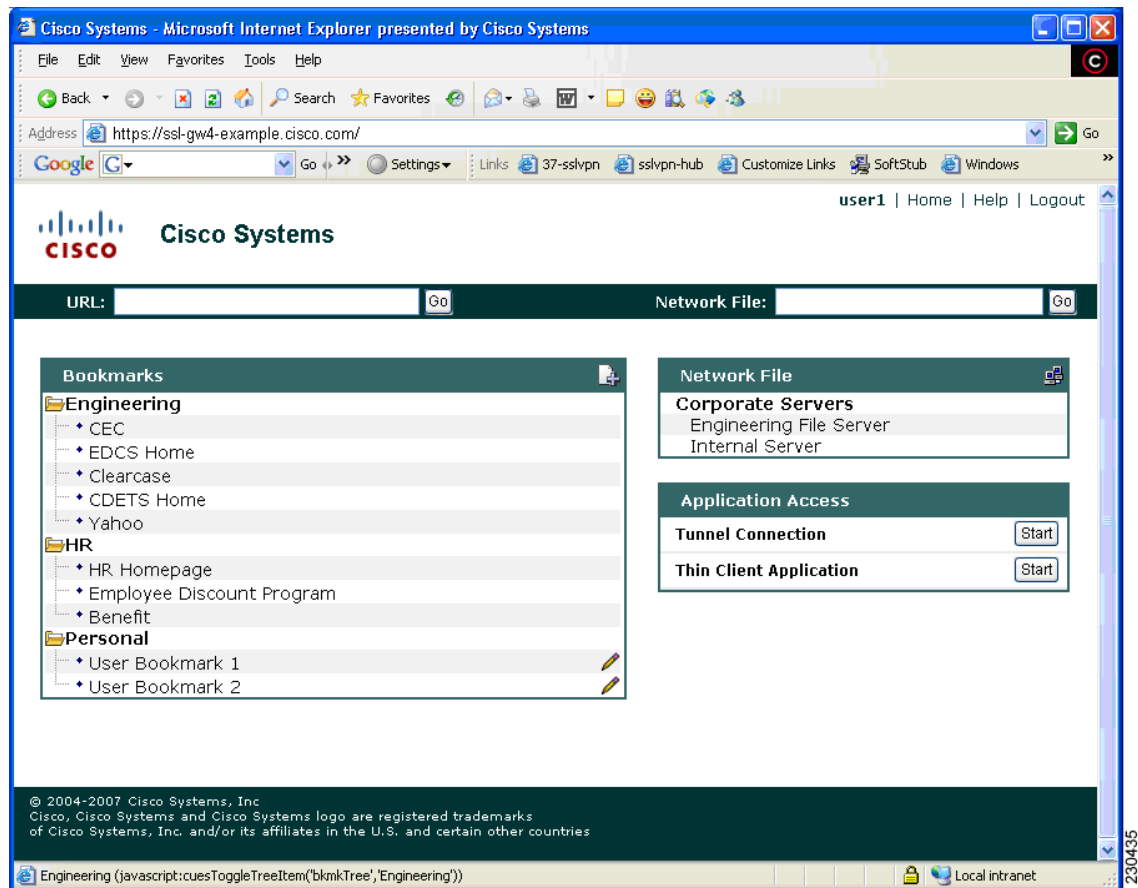 Cisco Systems - Microsoft Internet Explorer presented by Cisco Systems
File Edit View Favorites Tools Help
Back Search Favorites
Address https://ssl-gw4-example.cisco.com/ Go
Google G Go Settings Links 37-sslvpn sslvpn-hub Customize Links SoftStub Windows
user1 | Home | Help | Logout
CISCO Cisco Systems
URL: Go Network File: Go
Bookmarks
Engineering
CEC
EDCS Home
Clearcase
CDETS Home
Yahoo
HR
HR Homepage
Employee Discount Program
Benefit
Personal
User Bookmark 1
User Bookmark 2
Network File
Corporate Servers
Engineering File Server
Internal Server
Application Access
Tunnel Connection Start
Thin Client Application Start
© 2004-2007 Cisco Systems, Inc
Cisco, Cisco Systems and Cisco Systems logo are registered trademarks
of Cisco Systems, Inc. and/or its affiliates in the U.S. and certain other countries
Engineering (javascript:cuesToggleTreeItem('bkmkTree','Engineering')) Local intranet
230435